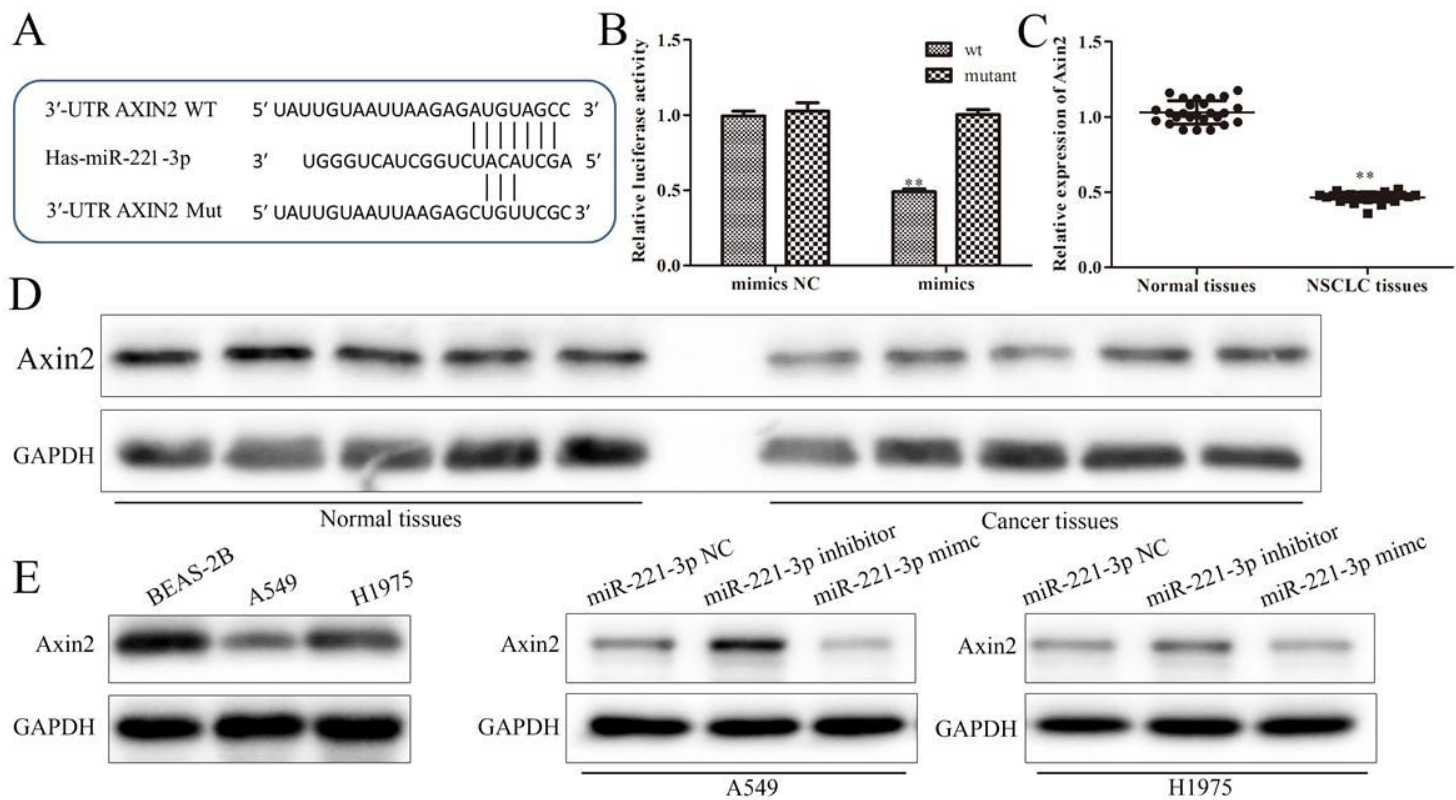 A
3′-UTR AXIN2 WT 5′ UAUUGUAAUUAAGAGAUGUAGCC 3′
Has-miR-221-3p 3′ UGGGUCAUCGGUCUACAUCGA 5′
3′-UTR AXIN2 Mut 5′ UAUUGUAAUUAAGAGCUGUUCGC 3′
B
Relative luciferase activity
1.5
1.0
0.5
0.0
wt
mutant
**
mimics NC mimics
C
Relative expression of Axin2
1.5
1.0
0.5
0.0
**
Normal tissues NSCLC tissues
D
Axin2
GAPDH
Normal tissues Cancer tissues
E
BEAS-2B A549 H1975
Axin2
GAPDH
miR-221-3p NC miR-221-3p inhibitor miR-221-3p mimc
Axin2
GAPDH
A549
miR-221-3p NC miR-221-3p inhibitor miR-221-3p mimc
Axin2
GAPDH
H1975